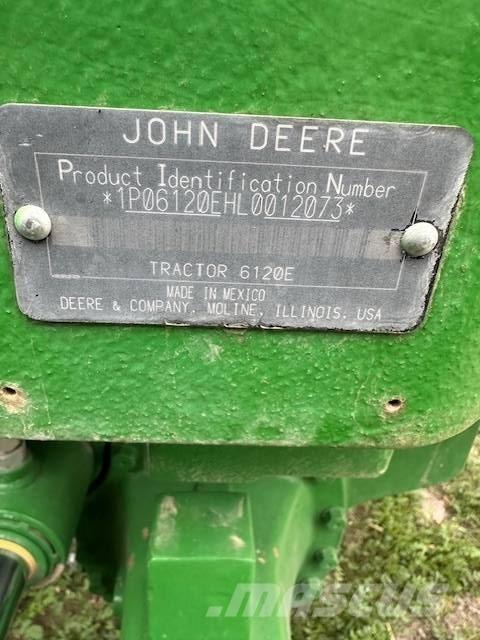 JOHN DEERE
Product Identification Number
*1P06120EHL0012073*
TRACTOR 6120E
MADE IN MEXICO
DEERE & COMPANY, MOLINE, ILLINOIS, USA
MASCUS